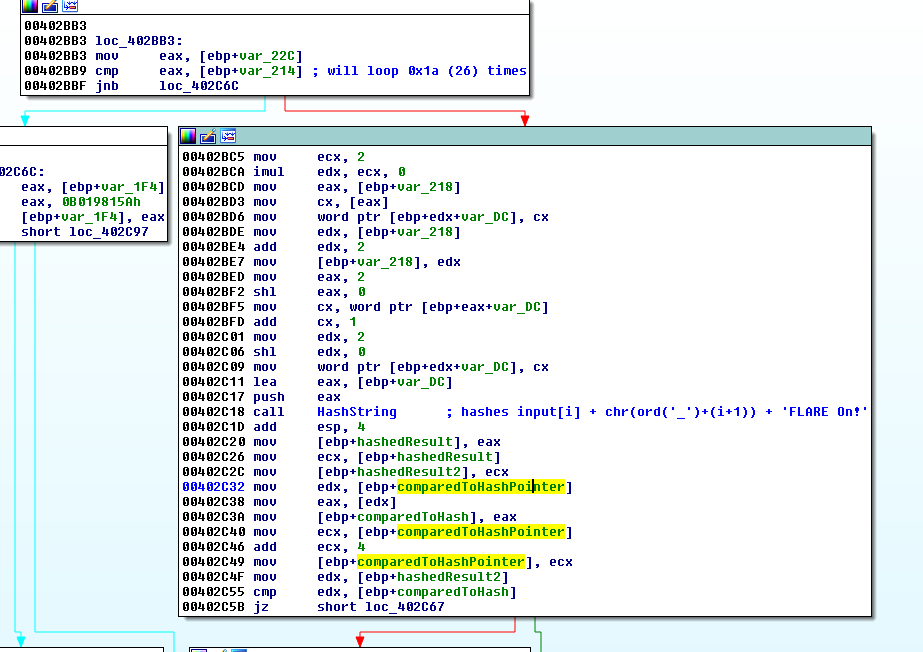 00402BB3
00402BB3 loc_402BB3:
00402BB3 mov eax, [ebp+var_22C]
00402BB9 cmp eax, [ebp+var_214] ; will loop 0x1a (26) times
00402BBF jnb loc_402C6C
02C6C:
eax, [ebp+var_1F4]
eax, 0B019815Ah
[ebp+var_1F4], eax
short loc_402C97
00402BC5 mov ecx, 2
00402BCA imul edx, ecx, 0
00402BCD mov eax, [ebp+var_218]
00402BD3 mov cx, [eax]
00402BD6 mov word ptr [ebp+edx+var_DC], cx
00402BDE mov edx, [ebp+var_218]
00402BE4 add edx, 2
00402BE7 mov [ebp+var_218], edx
00402BED mov eax, 2
00402BF2 shl eax, 0
00402BF5 mov cx, word ptr [ebp+eax+var_DC]
00402BFD add cx, 1
00402C01 mov edx, 2
00402C06 shl edx, 0
00402C09 mov word ptr [ebp+edx+var_DC], cx
00402C11 lea eax, [ebp+var_DC]
00402C17 push eax
00402C18 call HashString ; hashes input[i] + chr(ord('_')+(i+1)) + 'FLARE On!'
00402C1D add esp, 4
00402C20 mov [ebp+hashedResult], eax
00402C26 mov ecx, [ebp+hashedResult]
00402C2C mov [ebp+hashedResult2], ecx
00402C32 mov edx, [ebp+comparedToHashPointer]
00402C38 mov eax, [edx]
00402C3A mov [ebp+comparedToHash], eax
00402C40 mov ecx, [ebp+comparedToHashPointer]
00402C46 add ecx, 4
00402C49 mov [ebp+comparedToHashPointer], ecx
00402C4F mov edx, [ebp+hashedResult2]
00402C55 cmp edx, [ebp+comparedToHash]
00402C5B jz short loc_402C67